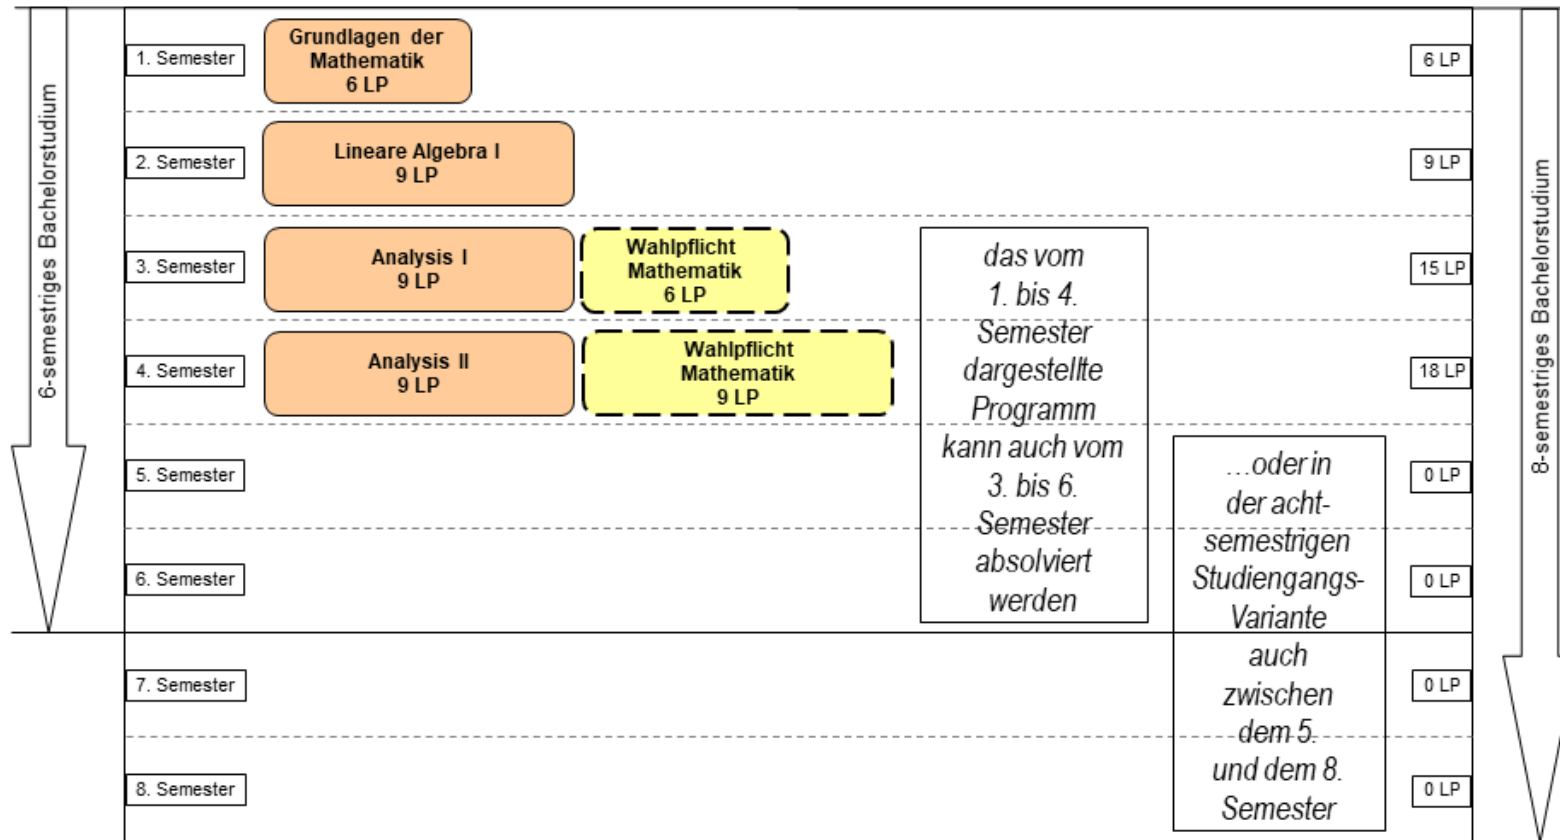 6-semestriges Bachelorstudium
1. Semester
Grundlagen der
Mathematik
6 LP
6 LP
2. Semester
Lineare Algebra I
9 LP
9 LP
3. Semester
Analysis I
9 LP
Wahlpflicht
Mathematik
6 LP
15 LP
4. Semester
Analysis II
9 LP
Wahlpflicht
Mathematik
9 LP
18 LP
das vom
1. bis 4.
Semester
dargestellte
Programm
kann auch vom
3. bis 6.
Semester
absolviert
werden
5. Semester
0 LP
6. Semester
0 LP
...oder in
der acht-
semestrigen
Studiengangs-
Variante
auch
zwischen
dem 5.
und dem 8.
Semester
7. Semester
0 LP
8. Semester
0 LP
8-semestriges Bachelorstudium